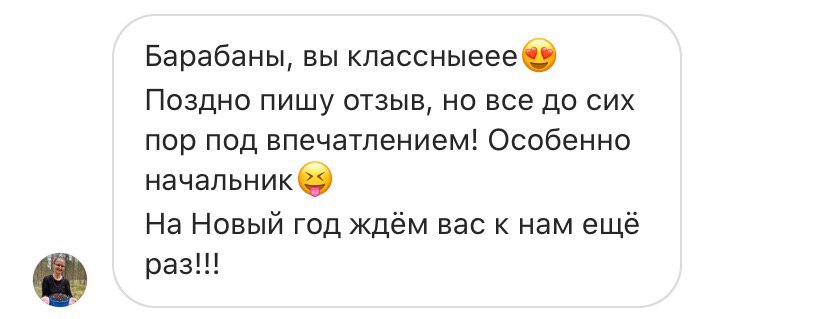 Барабаны, вы классныеее😍
Поздно пишу отзыв, но все до сих
пор под впечатлением! Особенно
начальник😝
На Новый год ждём вас к нам ещё
раз!!!